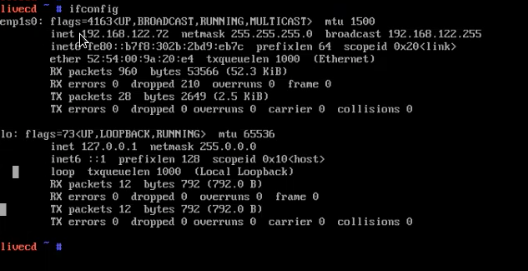 livecd ~ # ifconfig
enp1s0: flags=4163<UP,BROADCAST,RUNNING,MULTICAST>  mtu 1500
inet 192.168.122.72  netmask 255.255.255.0  broadcast 192.168.122.255
inet6 fe80::b7f8:302b:2bd9:eb7c  prefixlen 64  scopeid 0x20<link>
ether 52:54:00:9a:20:e4  txqueuelen 1000  (Ethernet)
RX packets 960  bytes 53566 (52.3 KiB)
RX errors 0  dropped 210  overruns 0  frame 0
TX packets 28  bytes 2649 (2.5 KiB)
TX errors 0  dropped 0 overruns 0  carrier 0  collisions 0
lo: flags=73<UP,LOOPBACK,RUNNING>  mtu 65536
inet 127.0.0.1  netmask 255.0.0.0
inet6 ::1  prefixlen 128  scopeid 0x10<host>
loop  txqueuelen 1000  (Local Loopback)
RX packets 12  bytes 792 (792.0 B)
RX errors 0  dropped 0  overruns 0  frame 0
TX packets 12  bytes 792 (792.0 B)
TX errors 0  dropped 0 overruns 0  carrier 0  collisions 0
livecd ~ #